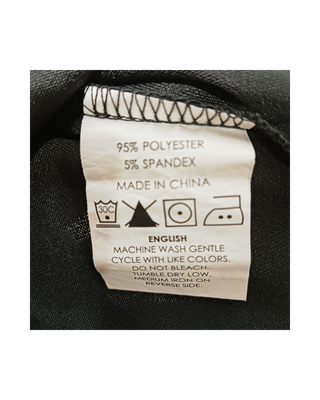 95% POLYESTER
5% SPANDEX
MADE IN CHINA
30C
ENGLISH
MACHINE WASH GENTLE
CYCLE WITH LIKE COLORS,
DO NOT BLEACH,
TUMBLE DRY LOW,
MEDIUM IRON ON
REVERSE SIDE.